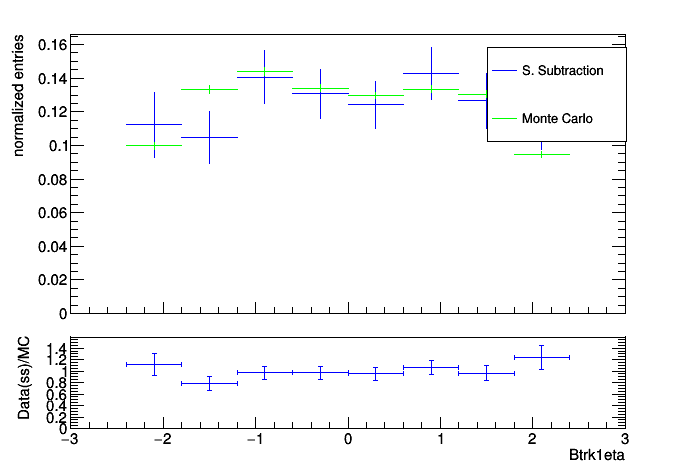 normalized entries
0.16
0.14
0.12
0.1
0.08
0.06
0.04
0.02
0
S. Subtraction
Monte Carlo
Data(ss)/MC
1.4
1.2
1
0.8
0.6
0.4
0.2
0
−3 −2 −1 0 1 2 3
Btrk1eta